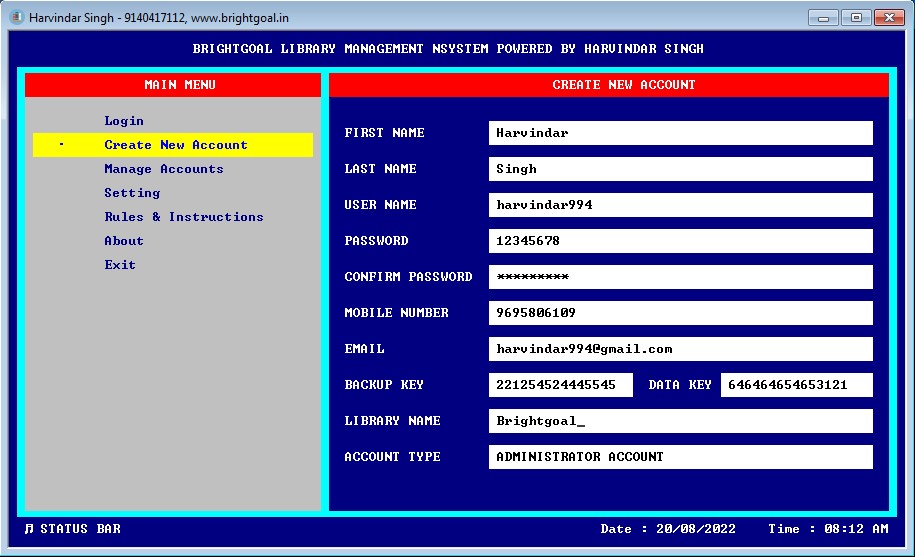 Harvindar Singh - 9140417112, www.brightgoal.in
BRIGHTGOAL LIBRARY MANAGEMENT NSYSTEM POWERED BY HARVINDAR SINGH
MAIN MENU
Login
Create New Account
Manage Accounts
Setting
Rules & Instructions
About
Exit
CREATE NEW ACCOUNT
FIRST NAME Harvindar
LAST NAME Singh
USER NAME harvindar994
PASSWORD 12345678
CONFIRM PASSWORD *********
MOBILE NUMBER 9695806109
EMAIL harvindar994@gmail.com
BACKUP KEY 221254524445545 DATA KEY 646464654653121
LIBRARY NAME Brightgoal_
ACCOUNT TYPE ADMINISTRATOR ACCOUNT
♬ STATUS BAR Date : 20/08/2022 Time : 08:12 AM